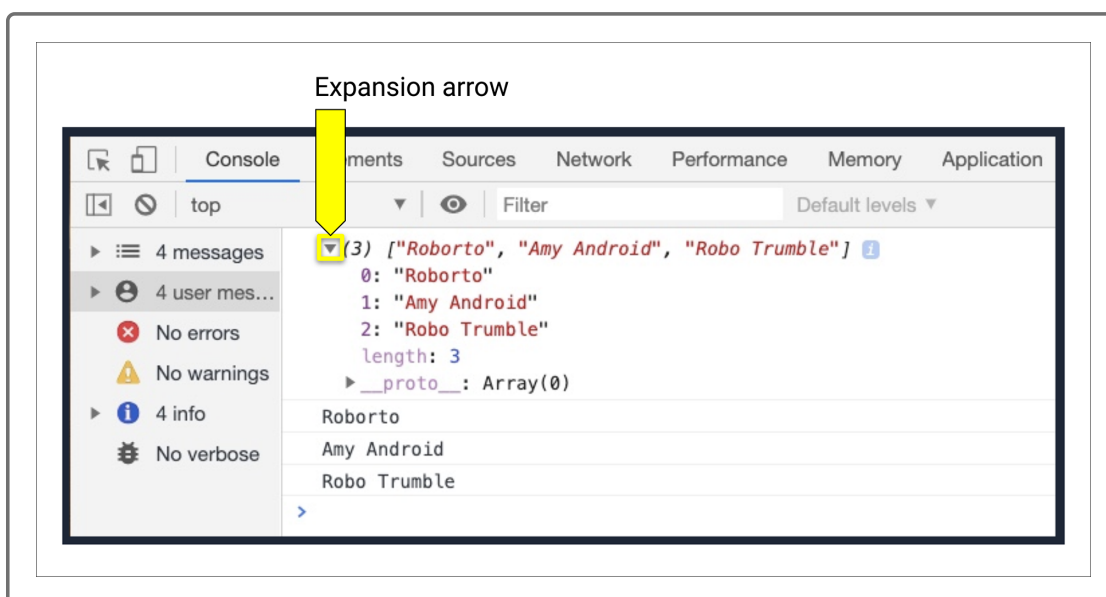 Expansion arrow
Console ements Sources Network Performance Memory Application
top Filter Default levels
4 messages
4 user mes...
No errors
No warnings
4 info
No verbose
(3) ["Roborto", "Amy Android", "Robo Trumble"]
0: "Roborto"
1: "Amy Android"
2: "Robo Trumble"
length: 3
__proto__: Array(0)
Roborto
Amy Android
Robo Trumble
>